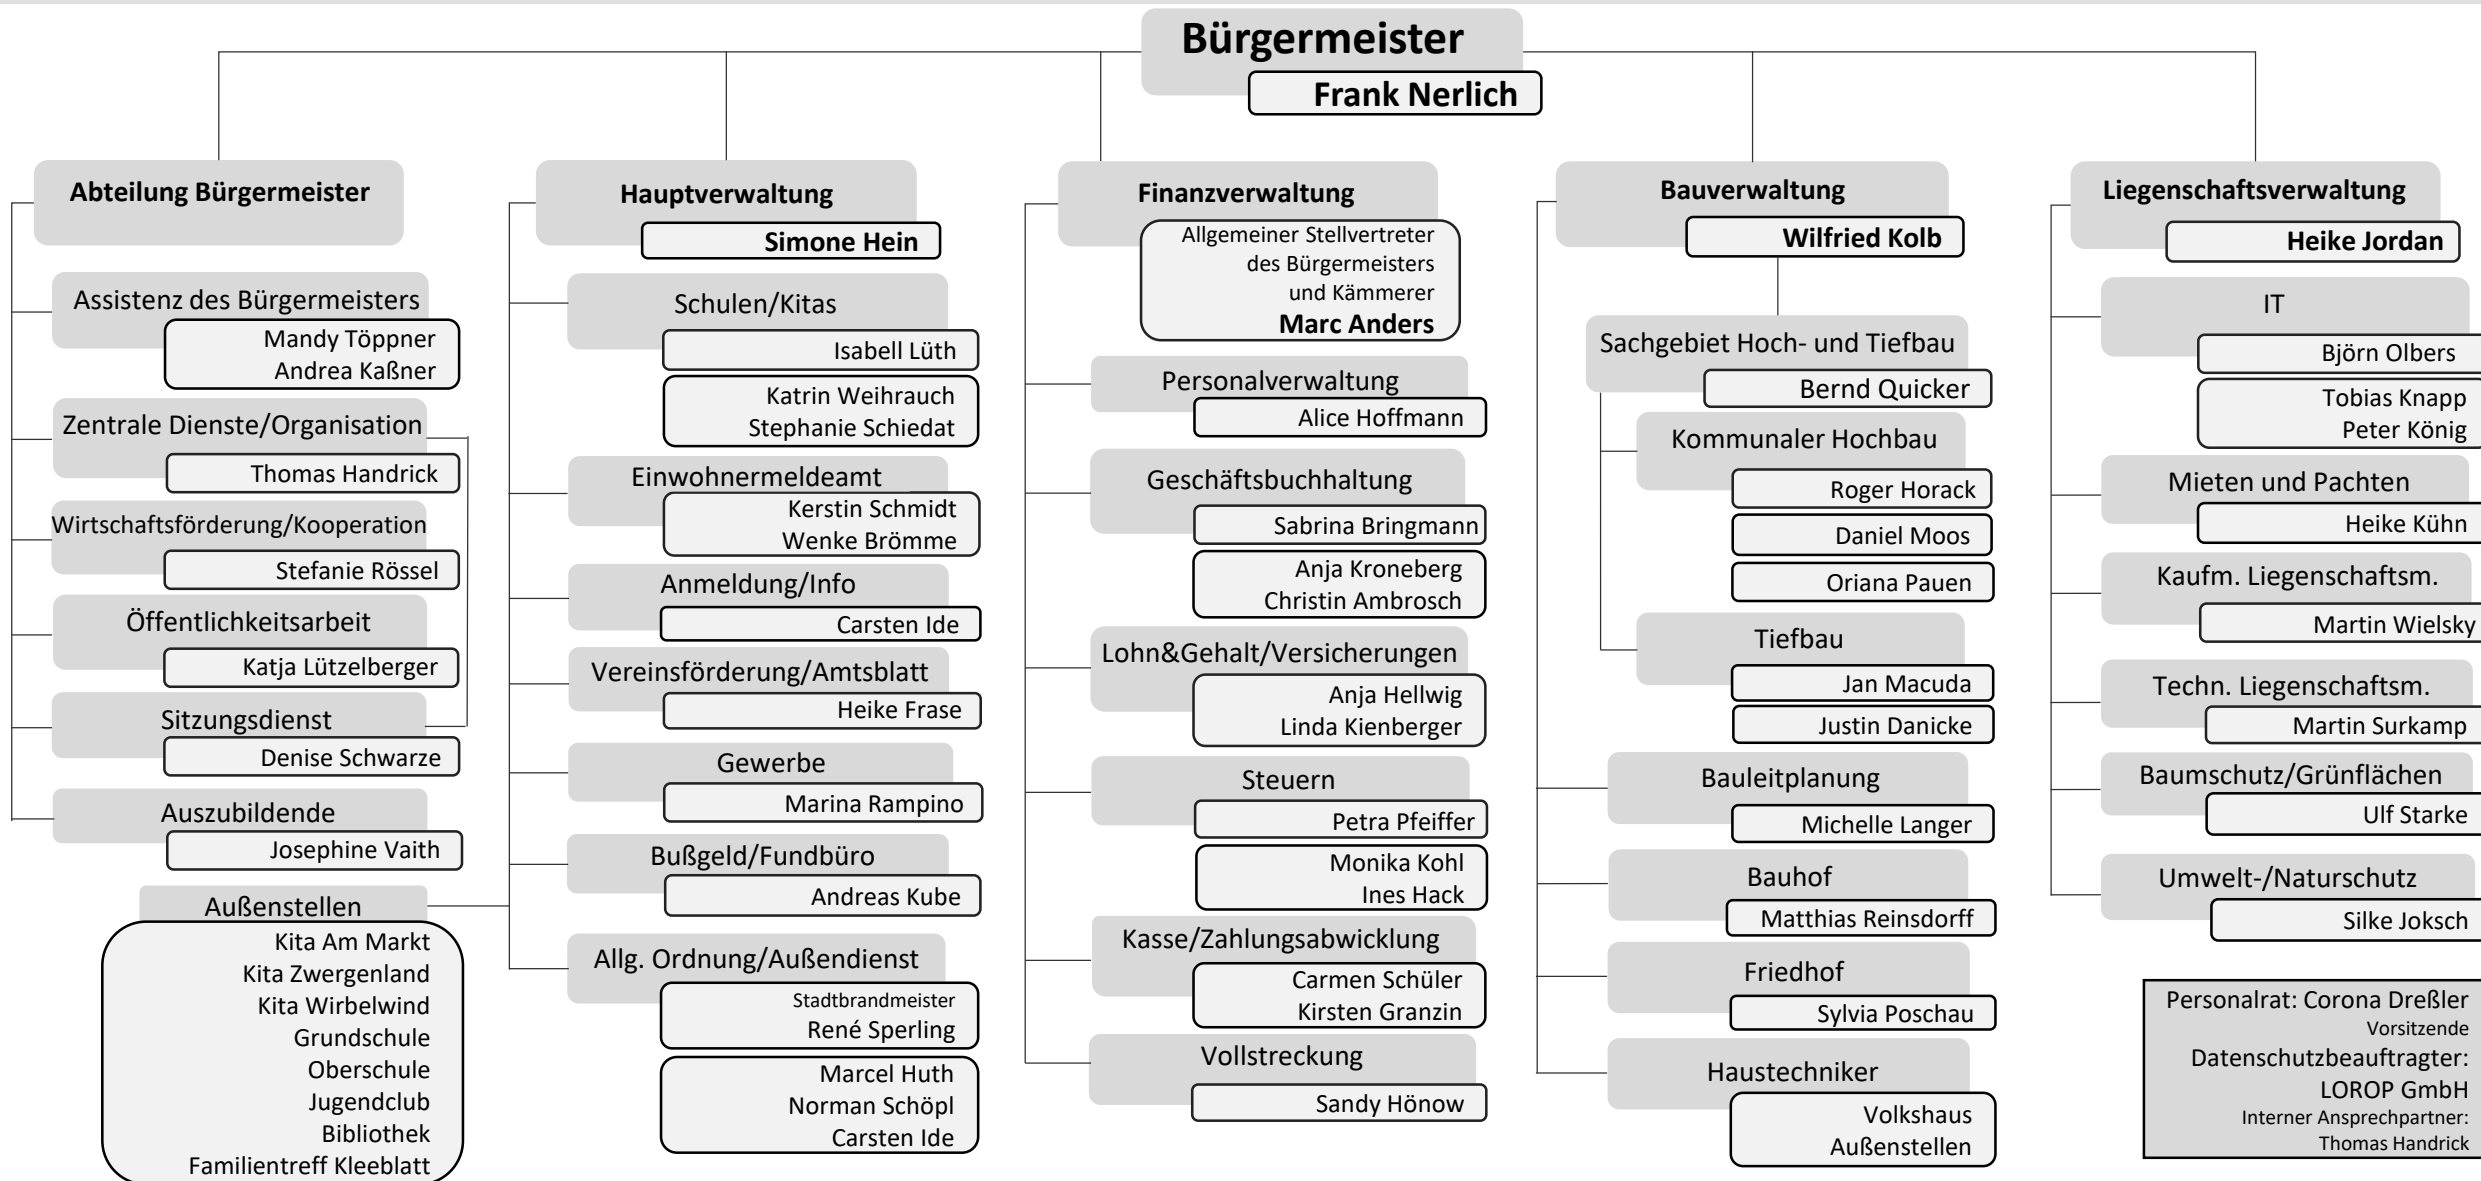 Bürgermeister
Frank Nerlich
Abteilung Bürgermeister
Assistenz des Bürgermeisters
Mandy Töppner
Andrea Kaßner
Zentrale Dienste/Organisation
Thomas Handrick
Wirtschaftsförderung/Kooperation
Stefanie Rössel
Öffentlichkeitsarbeit
Katja Lützelberger
Sitzungsdienst
Denise Schwarze
Auszubildende
Josephine Vaith
Außenstellen
Kita Am Markt
Kita Zwergenland
Kita Wirbelwind
Grundschule
Oberschule
Jugendclub
Bibliothek
Familientreff Kleeblatt
Hauptverwaltung
Simone Hein
Schulen/Kitas
Isabell Lüth
Katrin Weihrauch
Stephanie Schiedat
Einwohnermeldeamt
Kerstin Schmidt
Wenke Brömme
Anmeldung/Info
Carsten Ide
Vereinsförderung/Amtsblatt
Heike Frase
Gewerbe
Marina Rampino
Bußgeld/Fundbüro
Andreas Kube
Allg. Ordnung/Außendienst
Stadtbrandmeister
René Sperling
Marcel Huth
Norman Schöpl
Carsten Ide
Finanzverwaltung
Allgemeiner Stellvertreter
des Bürgermeisters
und Kämmerer
Marc Anders
Personalverwaltung
Alice Hoffmann
Geschäftsbuchhaltung
Sabrina Bringmann
Anja Kroneberg
Christin Ambrosch
Lohn&Gehalt/Versicherungen
Anja Hellwig
Linda Kienberger
Steuern
Petra Pfeiffer
Monika Kohl
Ines Hack
Kasse/Zahlungsabwicklung
Carmen Schüler
Kirsten Granzin
Vollstreckung
Sandy Hönow
Bauverwaltung
Wilfried Kolb
Sachgebiet Hoch- und Tiefbau
Bernd Quicker
Kommunaler Hochbau
Roger Horack
Daniel Moos
Oriana Pauen
Tiefbau
Jan Macuda
Justin Danicke
Bauleitplanung
Michelle Langer
Bauhof
Matthias Reinsdorff
Friedhof
Sylvia Poschau
Haustechniker
Volkshaus
Außenstellen
Liegenschaftsverwaltung
Heike Jordan
IT
Björn Olbers
Tobias Knapp
Peter König
Mieten und Pachten
Heike Kühn
Kaufm. Liegenschaftsm.
Martin Wielsky
Techn. Liegenschaftsm.
Martin Surkamp
Baumschutz/Grünflächen
Ulf Starke
Umwelt-/Naturschutz
Silke Joksch
Personalrat: Corona Dreßler
Vorsitzende
Datenschutzbeauftragter:
LOROP GmbH
Interner Ansprechpartner:
Thomas Handrick